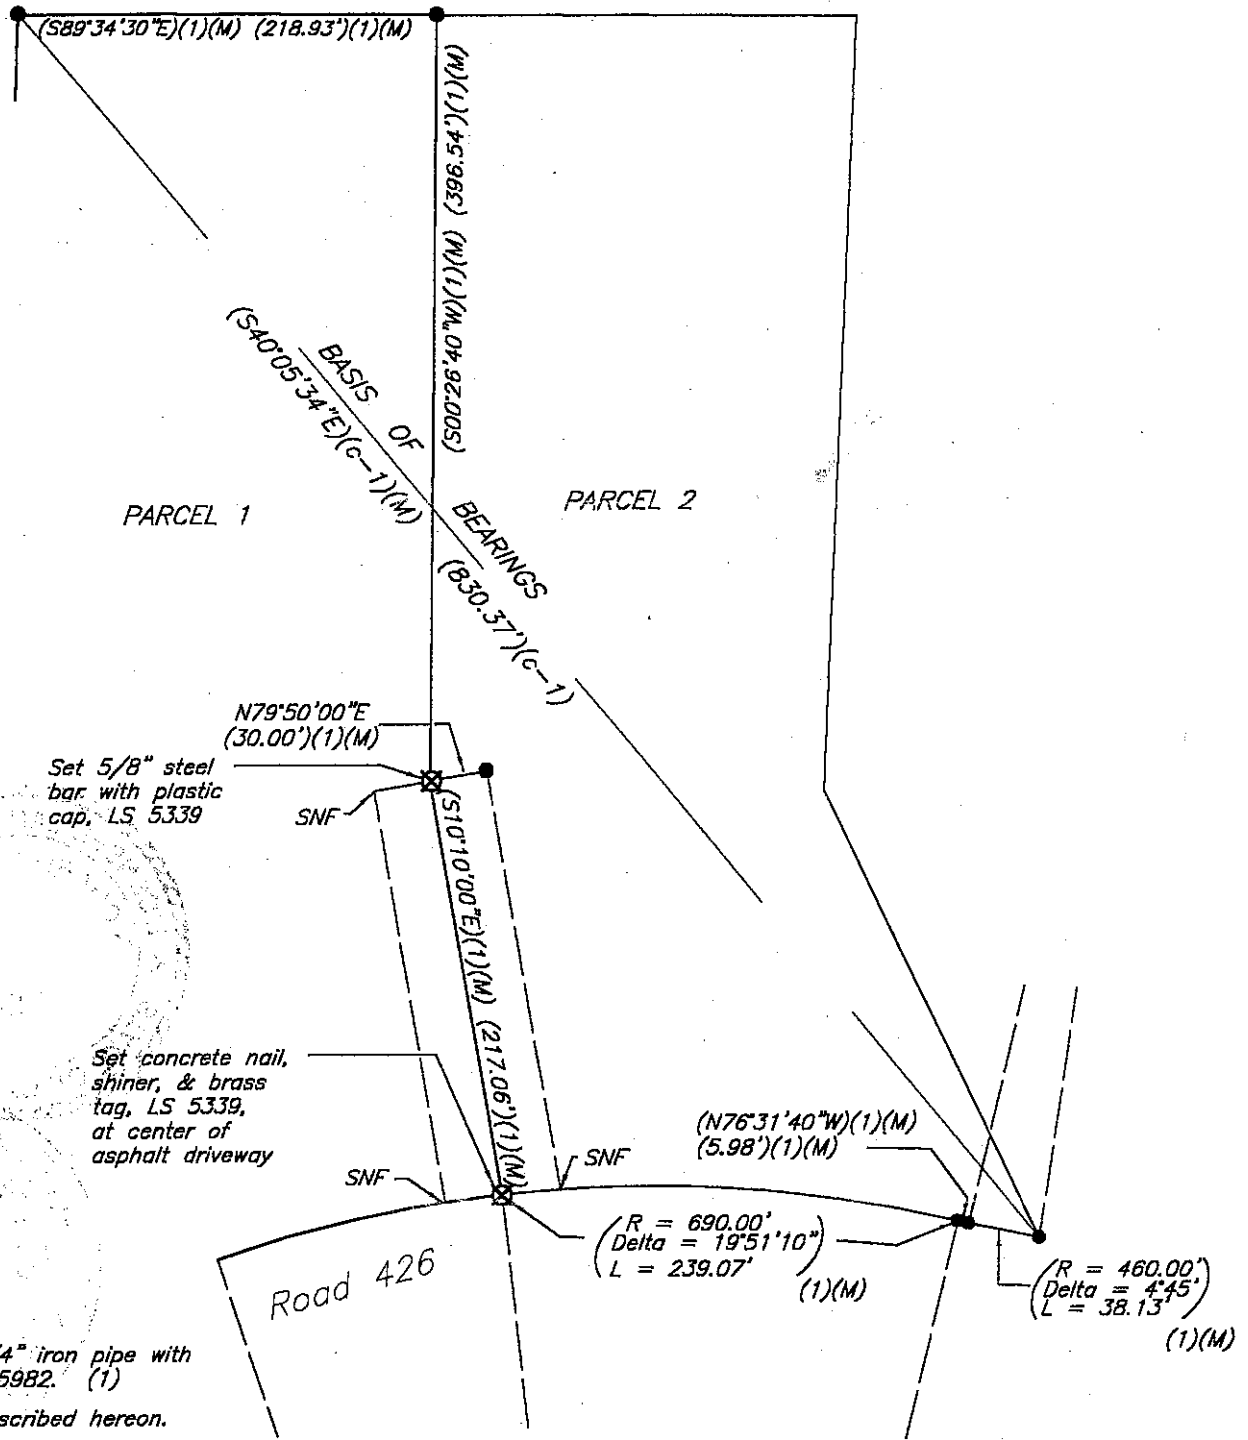 (S89°34'30"E)(1)(M) (218.93')(1)(M)
(S00°26'40"W)(1)(M) (396.54')(1)(M)
BASIS OF BEARINGS
(S40°05'34"E)(c-1)(M)
(830.37')(c-1)
PARCEL 1
PARCEL 2
N79°50'00"E
(30.00')(1)(M)
Set 5/8" steel
bar with plastic
cap, LS 5339
SNF
(S10°10'00"E)(1)(M) (217.06')(1)(M)
Set concrete nail,
shiner, & brass
tag, LS 5339,
at center of
asphalt driveway
SNF
SNF
(N76°31'40"W)(1)(M)
(5.98')(1)(M)
(R = 690.00'
Delta = 19°51'10"
L = 239.07')
(1)(M)
(R = 460.00'
Delta = 4°45'
L = 38.13')
(1)(M)
Road 426
4" iron pipe with
5982. (1)
scribed hereon.